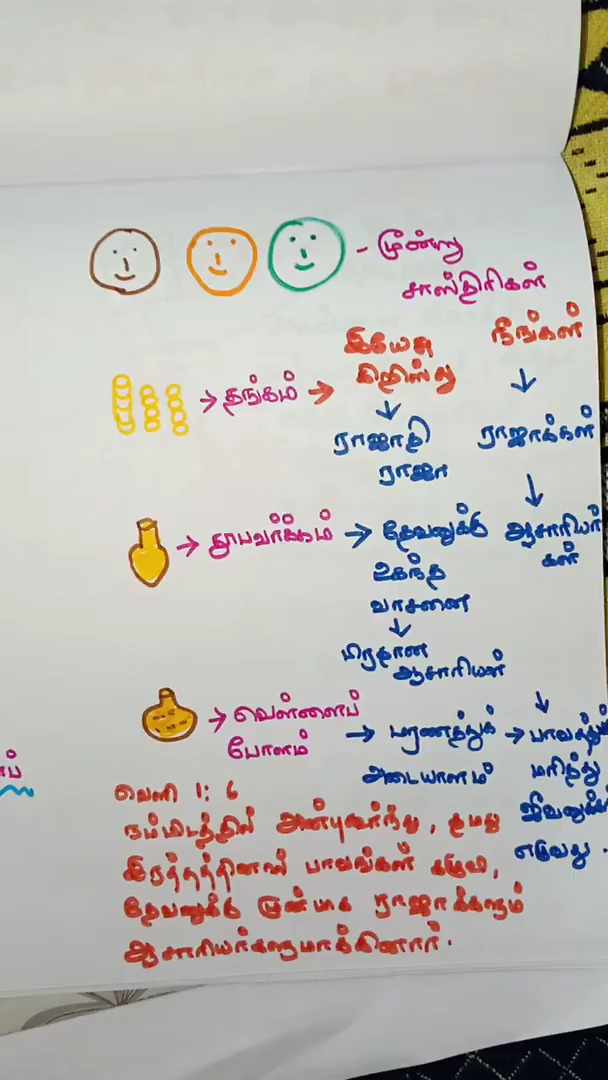 - மூன்று
சாஸ்திரிகள்
இயேசு
கிறிஸ்து
நீங்கள்
→ தங்கம் →
ராஜாதி
ராஜா
ராஜாக்கள்
→ தூபவர்க்கம் → தேவனுக்கு
உகந்த
வாசனை
ஆசாரியர்
கள்
பிரதான
ஆசாரியன்
→ வெள்ளைப்
போளம்
→ மரணத்துக்
அடையாளம்
→ பாவத்துக்
மரித்து
ஜீவனுக்கு
எழுவது.
வெளி 1: 6
நம்மிடத்தில் அன்புகூர்ந்து, தமது
இரத்தத்தினால் பாவங்கள் கழுவி,
தேவனுக்கு முன்பாக ராஜாக்களும்
ஆசாரியர்களுமாக்கினார்.